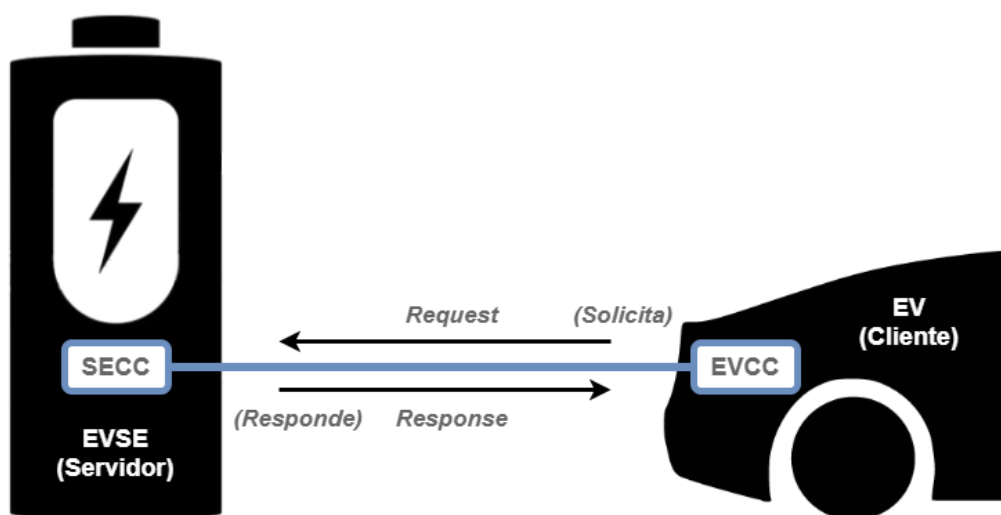 Request (Solicita)
EV
(Cliente)
SECC
EVCC
(Responde) Response
EVSE
(Servidor)